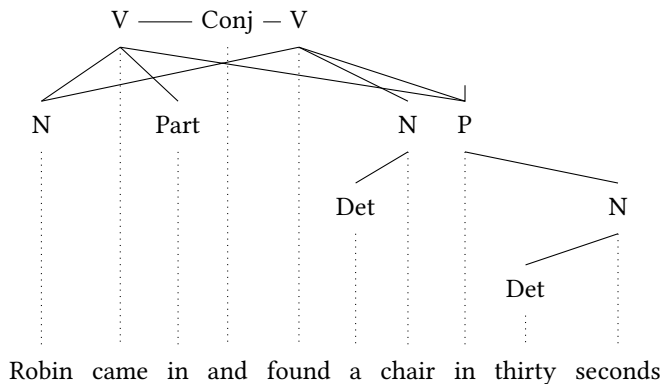 V Conj V
N Part N P
Det N
Det
Robin came in and found a chair in thirty seconds